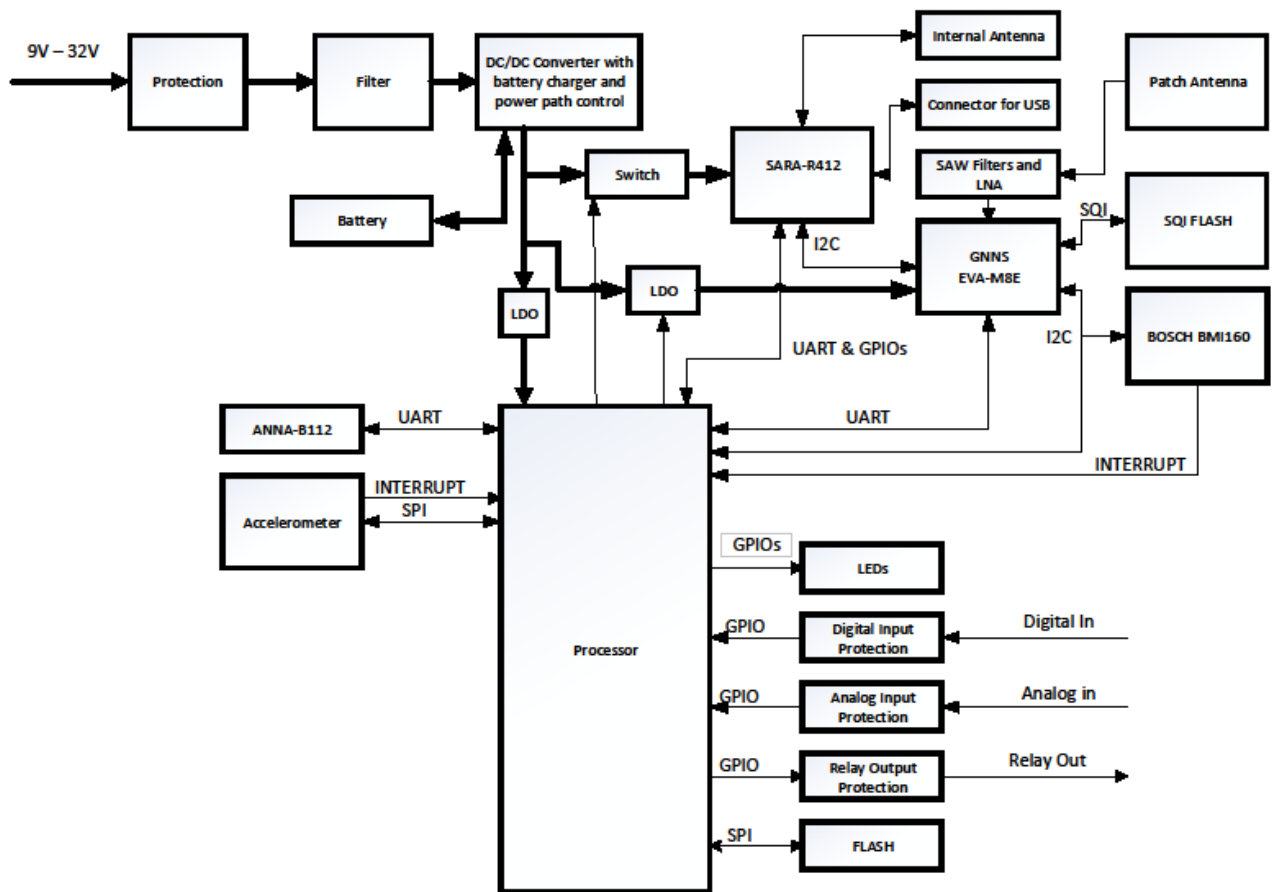 9V – 32V
Protection
Filter
DC/DC Converter with
battery charger and
power path control
Internal Antenna
Connector for USB
Patch Antenna
Switch
SARA-R412
SAW Filters and
LNA
Battery
SQI
SQI FLASH
I2C
GNNS
EVA-M8E
LDO
LDO
I2C
BOSCH BMI160
UART & GPIOs
ANNA-B112
UART
UART
INTERRUPT
INTERRUPT
Accelerometer
SPI
GPIOs
LEDs
Processor
GPIO
Digital Input
Protection
Digital In
GPIO
Analog Input
Protection
Analog in
GPIO
Relay Output
Protection
Relay Out
SPI
FLASH